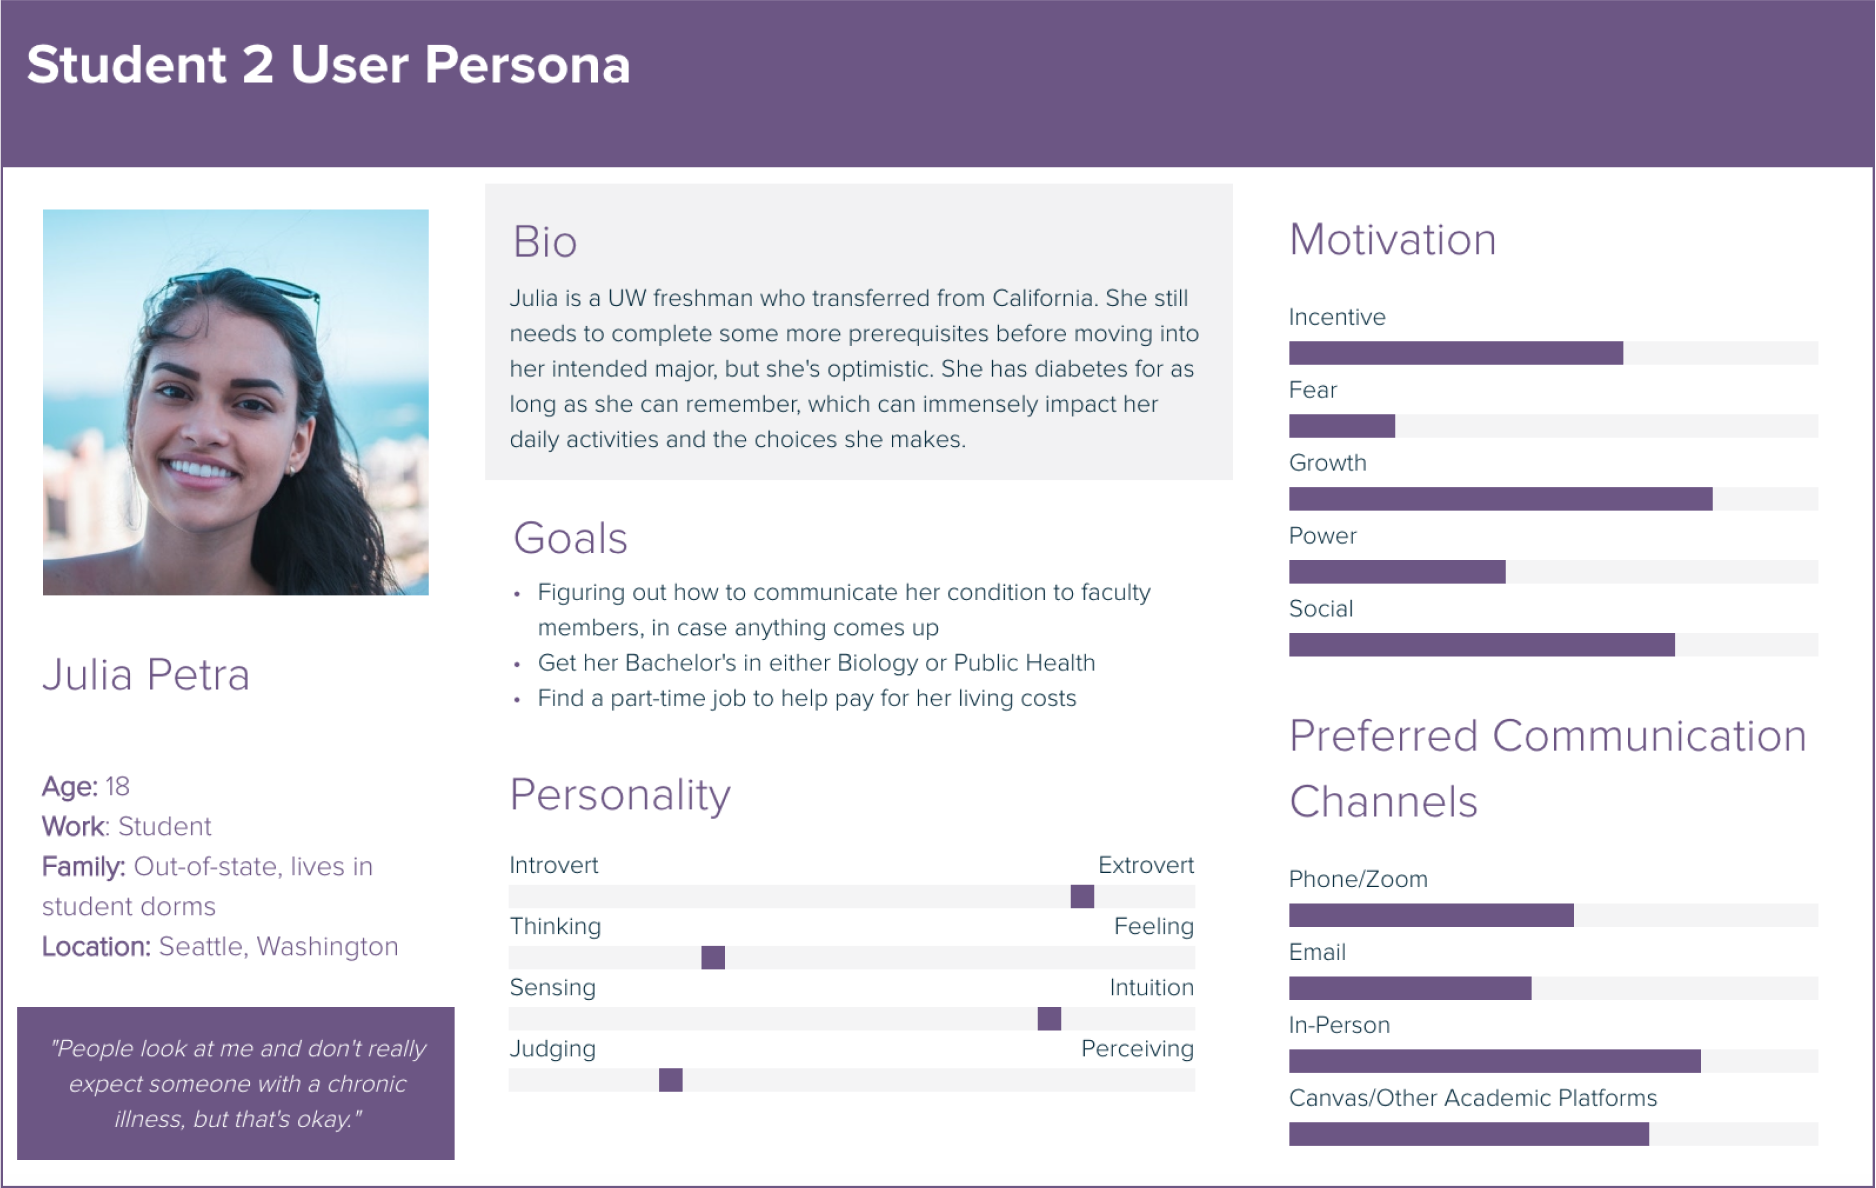 Student 2 User Persona
Julia Petra
Age: 18
Work: Student
Family: Out-of-state, lives in
student dorms
Location: Seattle, Washington
"People look at me and don't really
expect someone with a chronic
illness, but that's okay."
Bio
Julia is a UW freshman who transferred from California. She still
needs to complete some more prerequisites before moving into
her intended major, but she's optimistic. She has diabetes for as
long as she can remember, which can immensely impact her
daily activities and the choices she makes.
Goals
• Figuring out how to communicate her condition to faculty
members, in case anything comes up
• Get her Bachelor's in either Biology or Public Health
• Find a part-time job to help pay for her living costs
Personality
Introvert Extrovert
Thinking Feeling
Sensing Intuition
Judging Perceiving
Motivation
Incentive
Fear
Growth
Power
Social
Preferred Communication
Channels
Phone/Zoom
Email
In-Person
Canvas/Other Academic Platforms